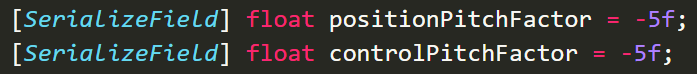 [SerializeField] float positionPitchFactor = -5f;
[SerializeField] float controlPitchFactor = -5f;